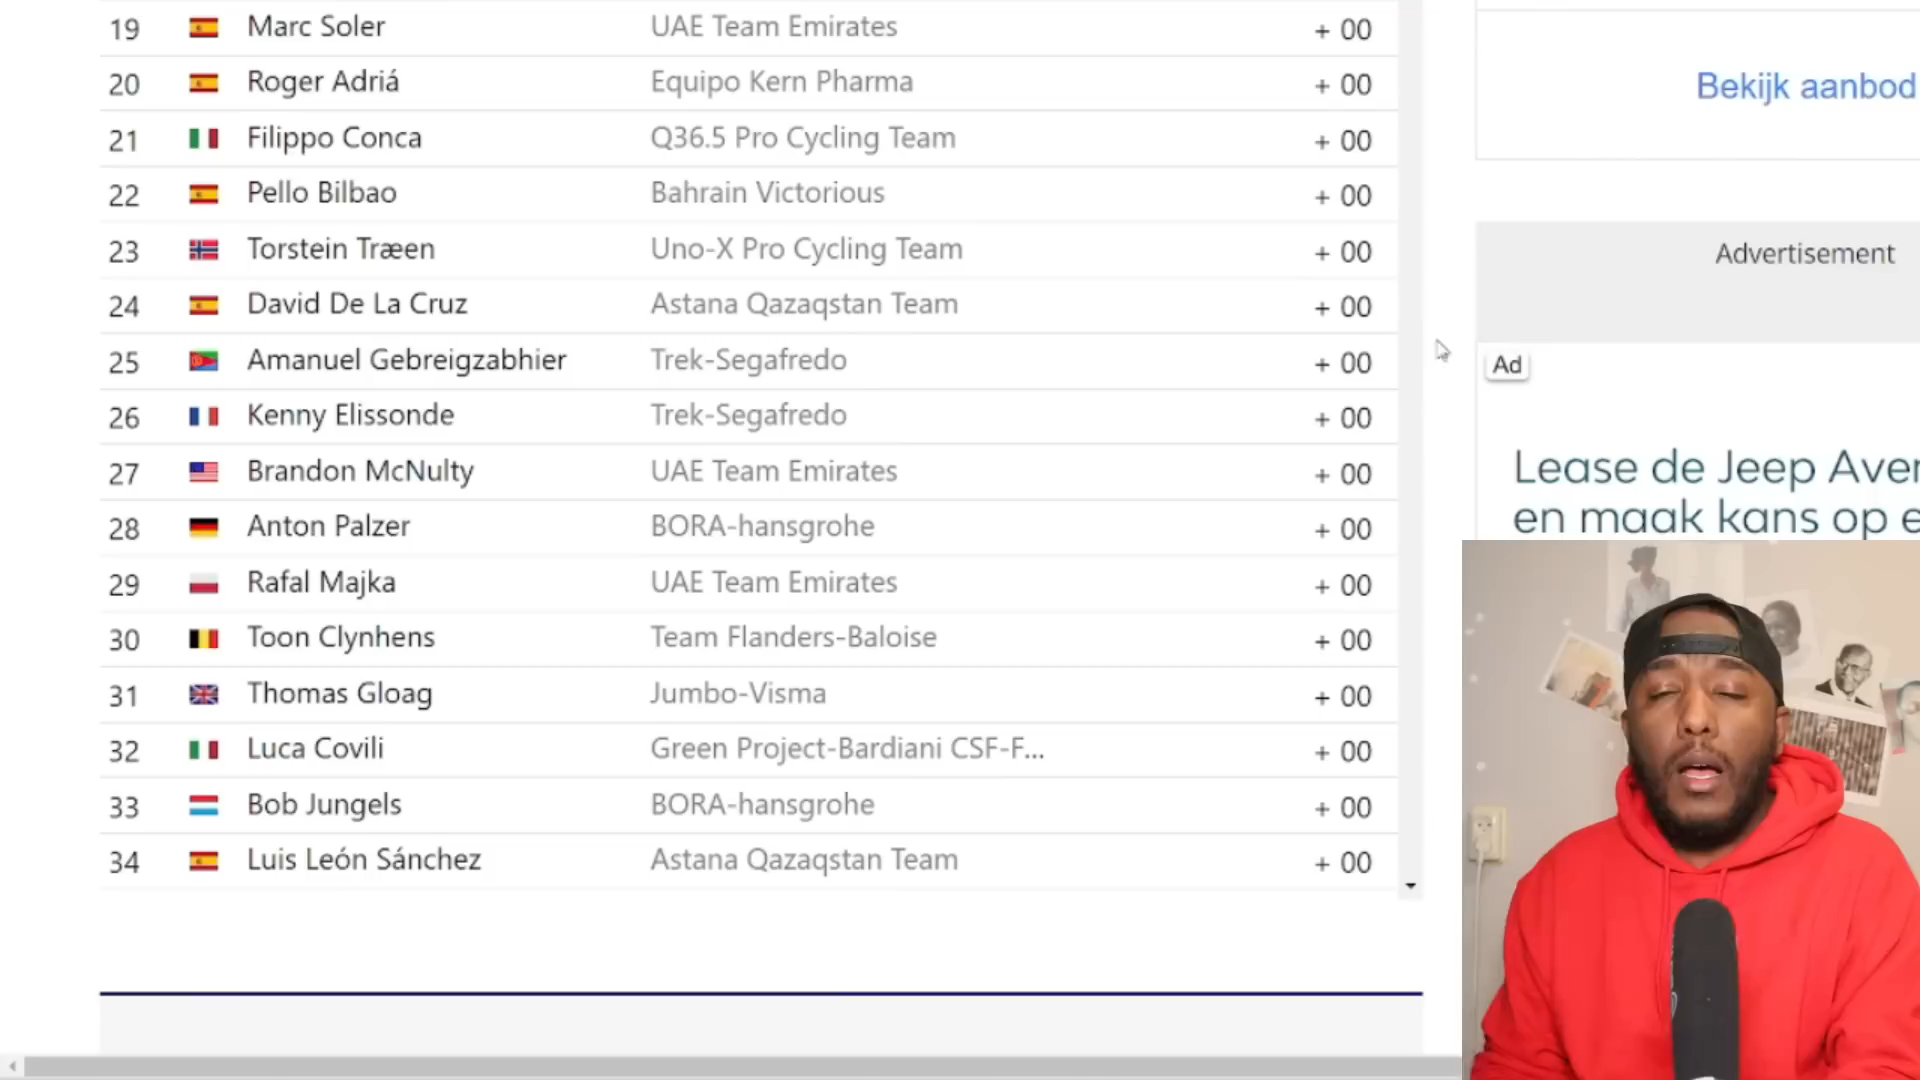 19 Marc Soler UAE Team Emirates + 00
20 Roger Adriá Equipo Kern Pharma + 00
21 Filippo Conca Q36.5 Pro Cycling Team + 00
22 Pello Bilbao Bahrain Victorious + 00
23 Torstein Træen Uno-X Pro Cycling Team + 00
24 David De La Cruz Astana Qazaqstan Team + 00
25 Amanuel Gebreigzabhier Trek-Segafredo + 00
26 Kenny Elissonde Trek-Segafredo + 00
27 Brandon McNulty UAE Team Emirates + 00
28 Anton Palzer BORA-hansgrohe + 00
29 Rafal Majka UAE Team Emirates + 00
30 Toon Clynhens Team Flanders-Baloise + 00
31 Thomas Gloag Jumbo-Visma + 00
32 Luca Covili Green Project-Bardiani CSF-F... + 00
33 Bob Jungels BORA-hansgrohe + 00
34 Luis León Sánchez Astana Qazaqstan Team + 00
Bekijk aanbod
Advertisement
Ad
Lease de Jeep Aven
en maak kans op e